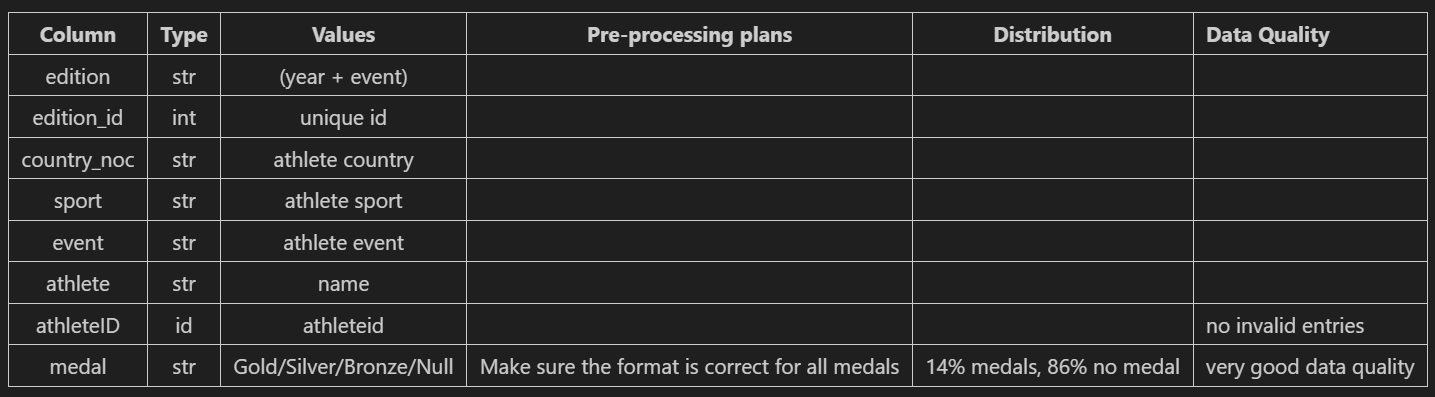 Column Type Values Pre-processing plans Distribution Data Quality
edition str (year + event)
edition_id int unique id
country_noc str athlete country
sport str athlete sport
event str athlete event
athlete str name
athleteID id athleteid no invalid entries
medal str Gold/Silver/Bronze/Null Make sure the format is correct for all medals 14% medals, 86% no medal very good data quality